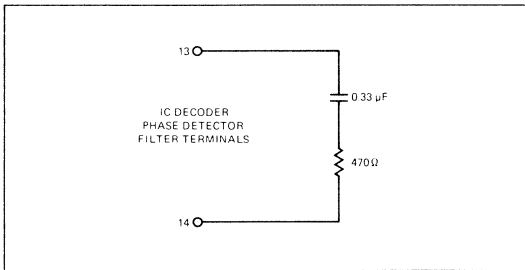 13
0.33 µF
IC DECODER
PHASE DETECTOR
FILTER TERMINALS
470Ω
14